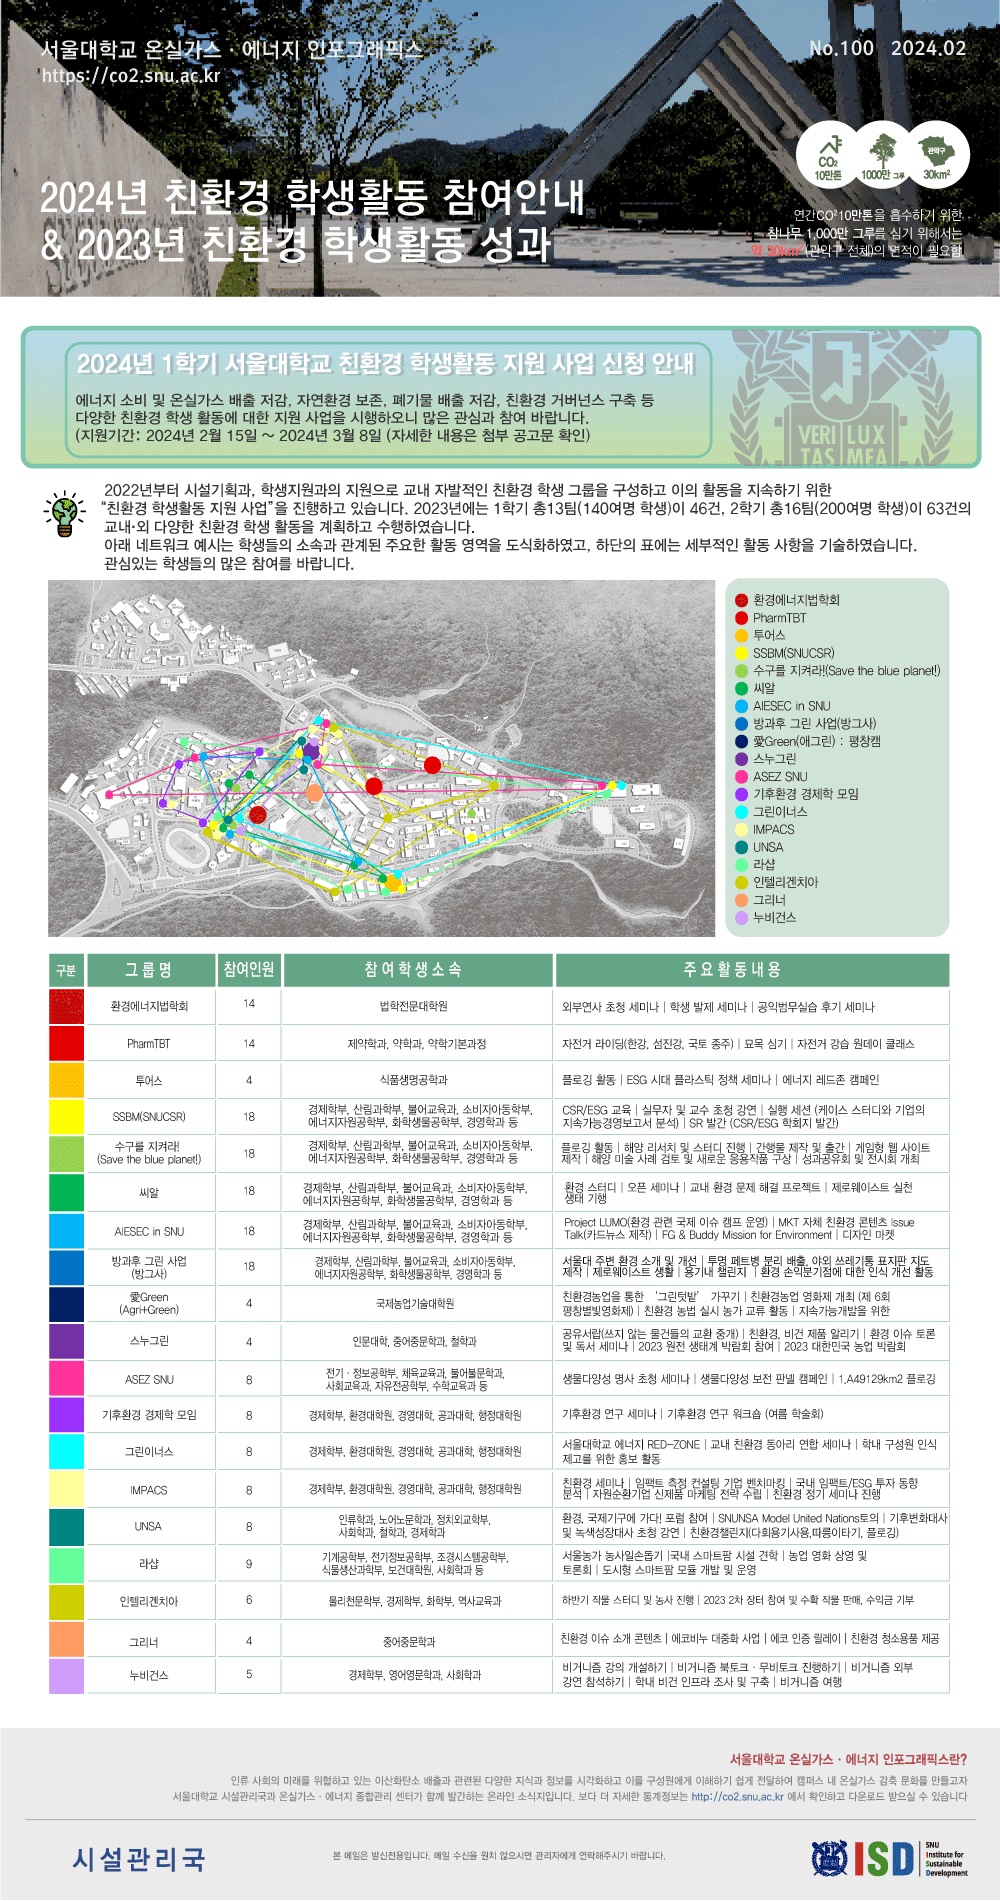 서울대학교 온실가스 · 에너지 인포그래픽스
https://co2.snu.ac.kr
No.100 2024.02
CO₂
10만톤
1000만 그루
관악구
30km²
2024년 친환경 학생활동 참여안내
& 2023년 친환경 학생활동 성과
연간CO²10만톤을 흡수하기 위한
참나무 1,000만 그루를 심기 위해서는
약 30km² (관악구 전체)의 면적이 필요함.
2024년 1학기 서울대학교 친환경 학생활동 지원 사업 신청 안내
에너지 소비 및 온실가스 배출 저감, 자연환경 보존, 폐기물 배출 저감, 친환경 거버넌스 구축 등
다양한 친환경 학생 활동에 대한 지원 사업을 시행하오니 많은 관심과 참여 바랍니다.
(지원기간: 2024년 2월 15일 ~ 2024년 3월 8일 (자세한 내용은 첨부 공고문 확인)
VERI LUX
TAS MEA
2022년부터 시설기획과, 학생지원과의 지원으로 교내 자발적인 친환경 학생 그룹을 구성하고 이의 활동을 지속하기 위한
“친환경 학생활동 지원 사업”을 진행하고 있습니다. 2023년에는 1학기 총13팀(140여명 학생)이 46건, 2학기 총16팀(200여명 학생)이 63건의
교내·외 다양한 친환경 학생 활동을 계획하고 수행하였습니다.
아래 네트워크 예시는 학생들의 소속과 관계된 주요한 활동 영역을 도식화하였고, 하단의 표에는 세부적인 활동 사항을 기술하였습니다.
관심있는 학생들의 많은 참여를 바랍니다.
환경에너지법학회
PharmTBT
투어스
SSBM(SNUCSR)
수구를 지켜라!(Save the blue planet!)
씨알
AIESEC in SNU
방과후 그린 사업(방그사)
愛Green(애그린) : 평창캠
스누그린
ASEZ SNU
기후환경 경제학 모임
그린이너스
IMPACS
UNSA
라샵
인텔리겐치아
그리너
누비건스
구분 그룹명 참여인원 참여학생소속 주요활동내용
환경에너지법학회 14 법학전문대학원 외부연사 초청 세미나 | 학생 발제 세미나 | 공익법무실습 후기 세미나
PharmTBT 14 제약학과, 약학과, 약학기본과정 자전거 라이딩(한강, 섬진강, 국토 종주) | 묘목 심기 | 자전거 강습 원데이 클래스
투어스 4 식품생명공학과 플로깅 활동 | ESG 시대 플라스틱 정책 세미나 | 에너지 레드존 캠페인
SSBM(SNUCSR) 18 경제학부, 산림과학부, 불어교육과, 소비자아동학부,
에너지자원공학부, 화학생물공학부, 경영학과 등
CSR/ESG 교육 | 실무자 및 교수 초청 강연 | 실행 세션 (케이스 스터디와 기업의
지속가능경영보고서 분석) | SR 발간 (CSR/ESG 학회지 발간)
수구를 지켜라!
(Save the blue planet!) 18 경제학부, 산림과학부, 불어교육과, 소비자아동학부,
에너지자원공학부, 화학생물공학부, 경영학과 등
플로깅 활동 | 해양 리서치 및 스터디 진행 | 간행물 제작 및 출간 | 게임형 웹 사이트
제작 | 해양 미술 사례 검토 및 새로운 응용작품 구상 | 성과공유회 및 전시회 개최
씨알 18 경제학부, 산림과학부, 불어교육과, 소비자아동학부,
에너지자원공학부, 화학생물공학부, 경영학과 등
환경 스터디 | 오픈 세미나 | 교내 환경 문제 해결 프로젝트 | 제로웨이스트 실천
생태 기행
AIESEC in SNU 18 경제학부, 산림과학부, 불어교육과, 소비자아동학부,
에너지자원공학부, 화학생물공학부, 경영학과 등
Project LUMO(환경 관련 국제 이슈 캠프 운영) | MKT 자체 친환경 콘텐츠 Issue
Talk(카드뉴스 제작) | FG & Buddy Mission for Environment | 디자인 마켓
방과후 그린 사업
(방그사) 18 경제학부, 산림과학부, 불어교육과, 소비자아동학부,
에너지자원공학부, 화학생물공학부, 경영학과 등
서울대 주변 환경 소개 및 개선 | 투명 페트병 분리 배출, 야외 쓰레기통 표지판 지도
제작 | 제로웨이스트 생활 | 용기내 챌린지 | 환경 손익분기점에 대한 인식 개선 활동
愛Green
(Agri+Green) 4 국제농업기술대학원
친환경농업을 통한 ‘그린텃밭’ 가꾸기 | 친환경농업 영화제 개최 (제 6회
평창별빛영화제) | 친환경 농법 실시 농가 교류 활동 | 지속가능개발을 위한
스누그린 4 인문대학, 중어중문학과, 철학과
공유서랍(쓰지 않는 물건들의 교환 중개) | 친환경, 비건 제품 알리기 | 환경 이슈 토론
및 독서 세미나 | 2023 원전 생태계 박람회 참여 | 2023 대한민국 농업 박람회
ASEZ SNU 8 전기 · 정보공학부, 체육교육과, 불어불문학과,
사회교육과, 자유전공학부, 수학교육과 등
생물다양성 명사 초청 세미나 | 생물다양성 보전 판넬 캠페인 | 1.A49129km2 플로깅
기후환경 경제학 모임 8 경제학부, 환경대학원, 경영대학, 공과대학, 행정대학원 기후환경 연구 세미나 | 기후환경 연구 워크숍 (여름 학술회)
그린이너스 8 경제학부, 환경대학원, 경영대학, 공과대학, 행정대학원
서울대학교 에너지 RED-ZONE | 교내 친환경 동아리 연합 세미나 | 학내 구성원 인식
제고를 위한 홍보 활동
IMPACS 8 경제학부, 환경대학원, 경영대학, 공과대학, 행정대학원
친환경 세미나 | 임팩트 측정 컨설팅 기업 벤치마킹 | 국내 임팩트/ESG 투자 동향
분석 | 자원순환기업 신제품 마케팅 전략 수립 | 친환경 정기 세미나 진행
UNSA 8 인류학과, 노어노문학과, 정치외교학부,
사회학과, 철학과, 경제학과
환경, 국제기구에 가다! 포럼 참여 | SNUNSA Model United Nations토의 | 기후변화대사
및 녹색성장대사 초청 강연 | 친환경챌린지(다회용기사용,따릉이타기, 플로깅)
라샵 9 기계공학부, 전기정보공학부, 조경시스템공학부,
식물생산과학부, 보건대학원, 사회학과 등
서울농가 농사일손돕기 |국내 스마트팜 시설 견학 | 농업 영화 상영 및
토론회 | 도시형 스마트팜 모듈 개발 및 운영
인텔리겐치아 6 물리천문학부, 경제학부, 화학부, 역사교육과 하반기 작물 스터디 및 농사 진행 | 2023 2차 장터 참여 및 수확 작물 판매, 수익금 기부
그리너 4 중어중문학과 친환경 이슈 소개 콘텐츠 | 에코비누 대중화 사업 | 에코 인증 릴레이 | 친환경 청소용품 제공
누비건스 5 경제학부, 영어영문학과, 사회학과
비거니즘 강의 개설하기 | 비거니즘 북토크 · 무비토크 진행하기 | 비거니즘 외부
강연 참석하기 | 학내 비건 인프라 조사 및 구축 | 비거니즘 여행
서울대학교 온실가스 · 에너지 인포그래픽스란?
인류 사회의 미래를 위협하고 있는 이산화탄소 배출과 관련된 다양한 지식과 정보를 시각화하고 이를 구성원에게 이해하기 쉽게 전달하여 캠퍼스 내 온실가스 감축 문화를 만들고자
서울대학교 시설관리국과 온실가스 · 에너지 종합관리 센터가 함께 발간하는 온라인 소식지입니다. 보다 더 자세한 통계정보는 http://co2.snu.ac.kr 에서 확인하고 다운로드 받으실 수 있습니다
시설관리국
본 메일은 발신전용입니다. 메일 수신을 원치 않으시면 관리자에게 연락해주시기 바랍니다.
ISD
SNU
Institute for
Sustainable
Development